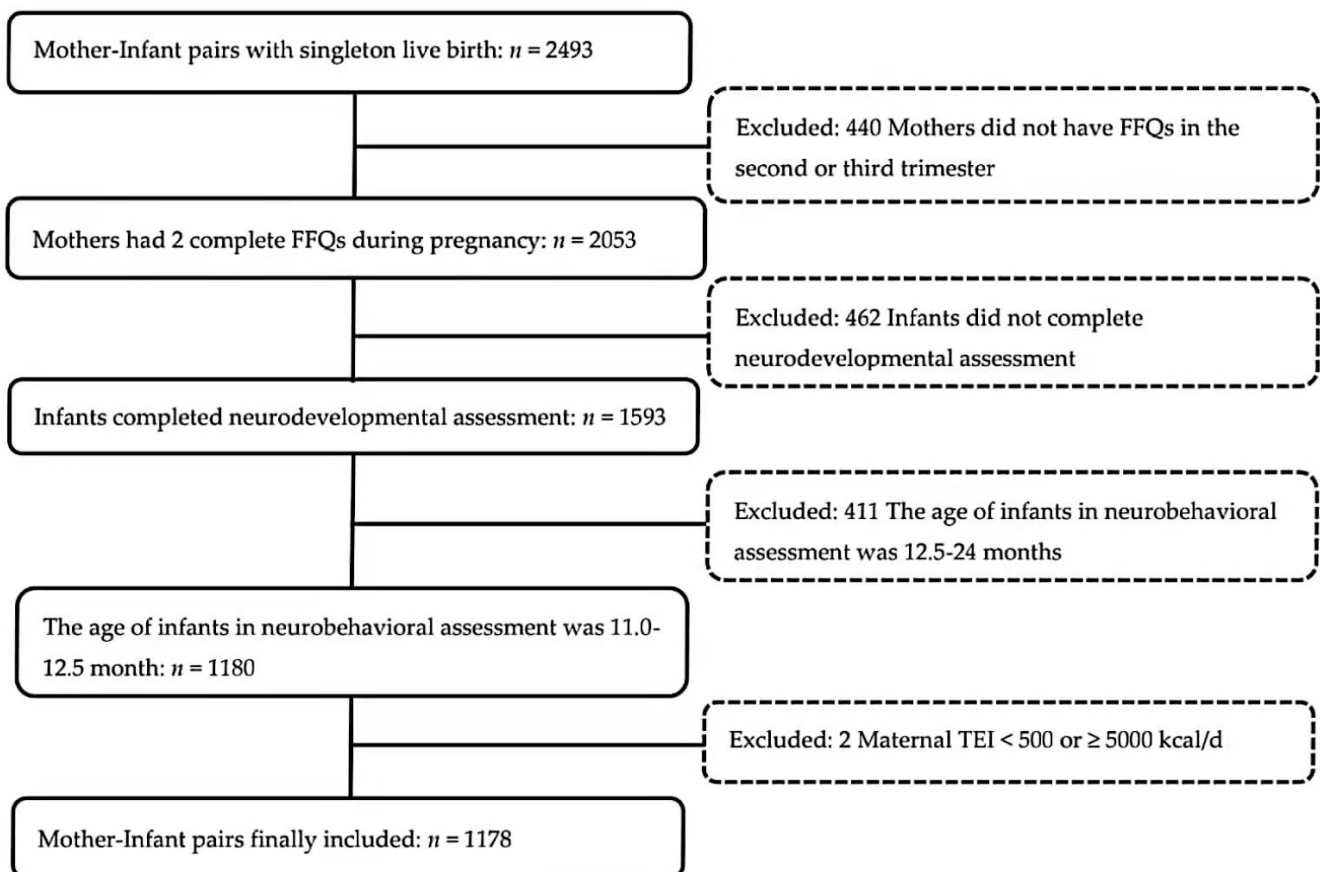 Mother-Infant pairs with singleton live birth: n = 2493
Excluded: 440 Mothers did not have FFQs in the
second or third trimester
Mothers had 2 complete FFQs during pregnancy: n = 2053
Excluded: 462 Infants did not complete
neurodevelopmental assessment
Infants completed neurodevelopmental assessment: n = 1593
Excluded: 411 The age of infants in neurobehavioral
assessment was 12.5-24 months
The age of infants in neurobehavioral assessment was 11.0-
12.5 month: n = 1180
Excluded: 2 Maternal TEI < 500 or ≥ 5000 kcal/d
Mother-Infant pairs finally included: n = 1178